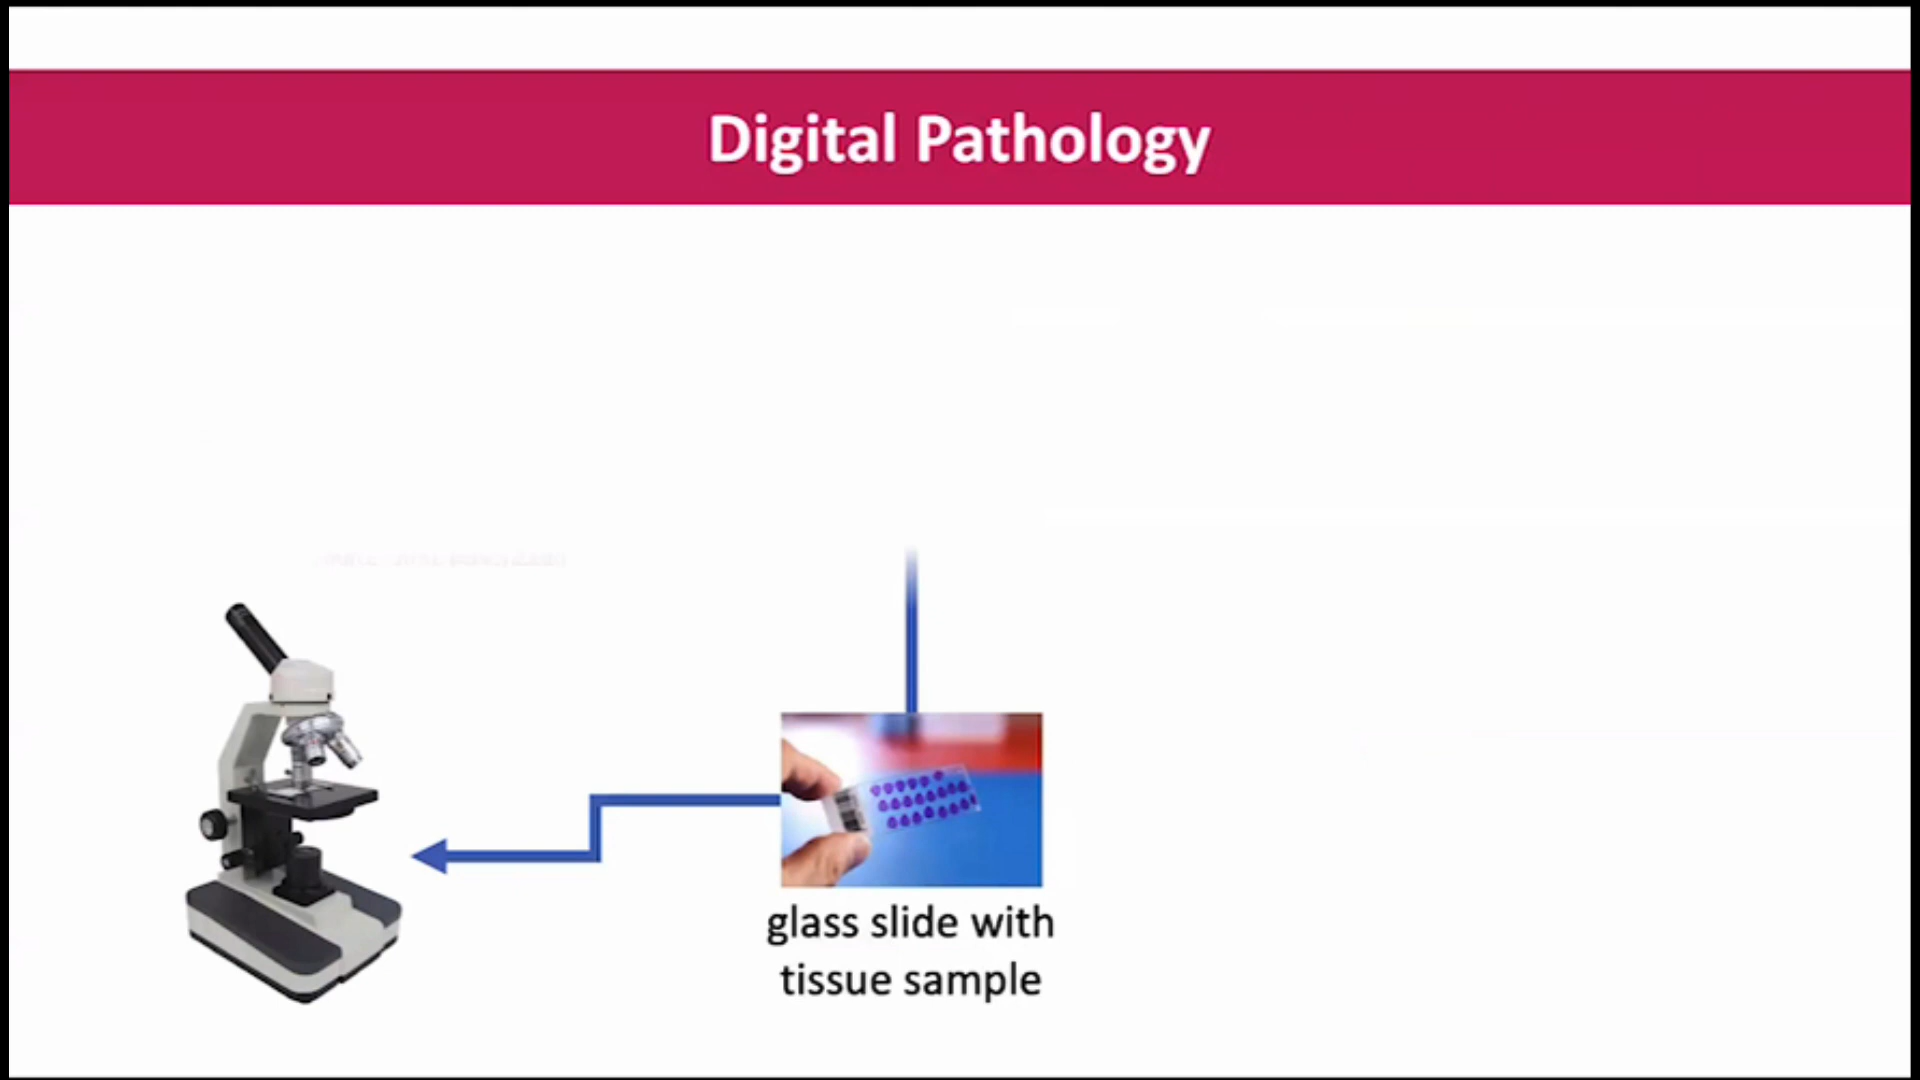 Digital Pathology
glass slide with
tissue sample